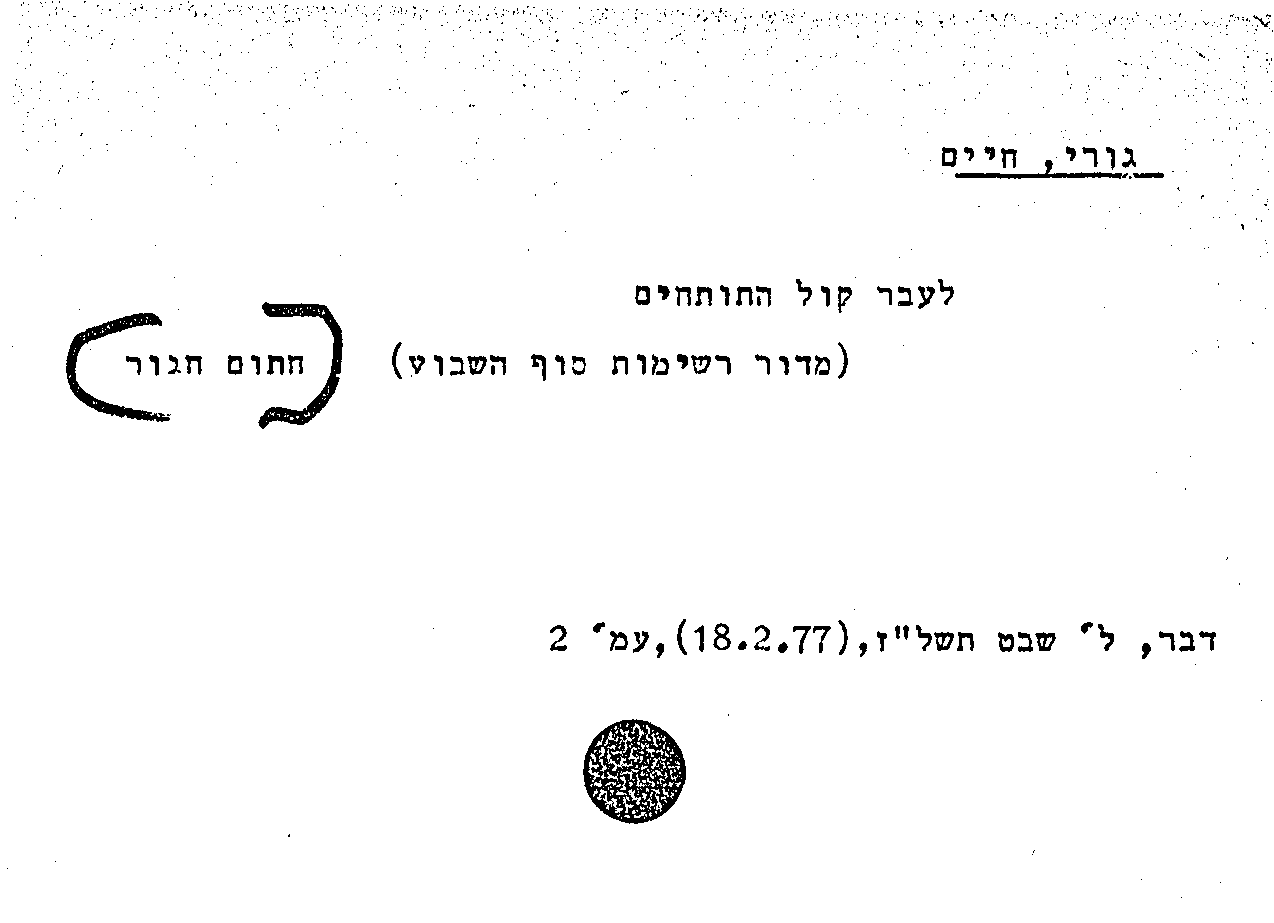 גורי, חיים
לעבר קול התותחים
(מדור רשימות סוף השבוע) [חתום חגור]
דבר, ל' שבט תשל"ז,(18.2.77),עמ' 2